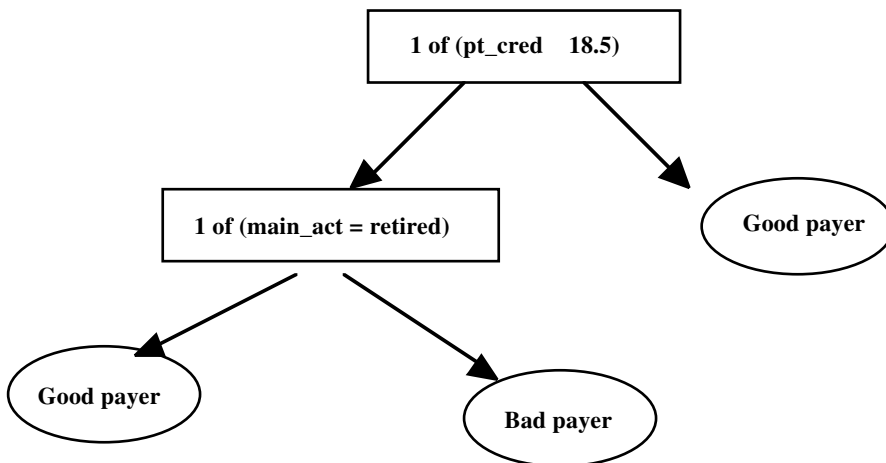 1 of (pt_cred 18.5)
1 of (main_act = retired)
Good payer
Good payer
Bad payer